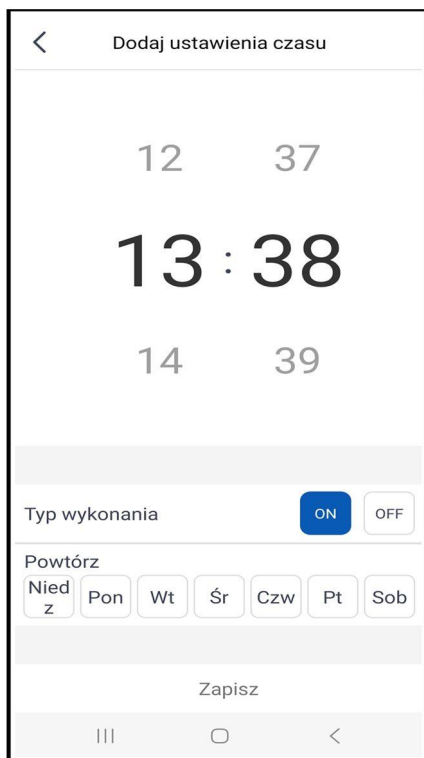 Dodaj ustawienia czasu
12 37
13 : 38
14 39
Typ wykonania ON OFF
Powtórz
Nied
z Pon Wt Śr Czw Pt Sob
Zapisz